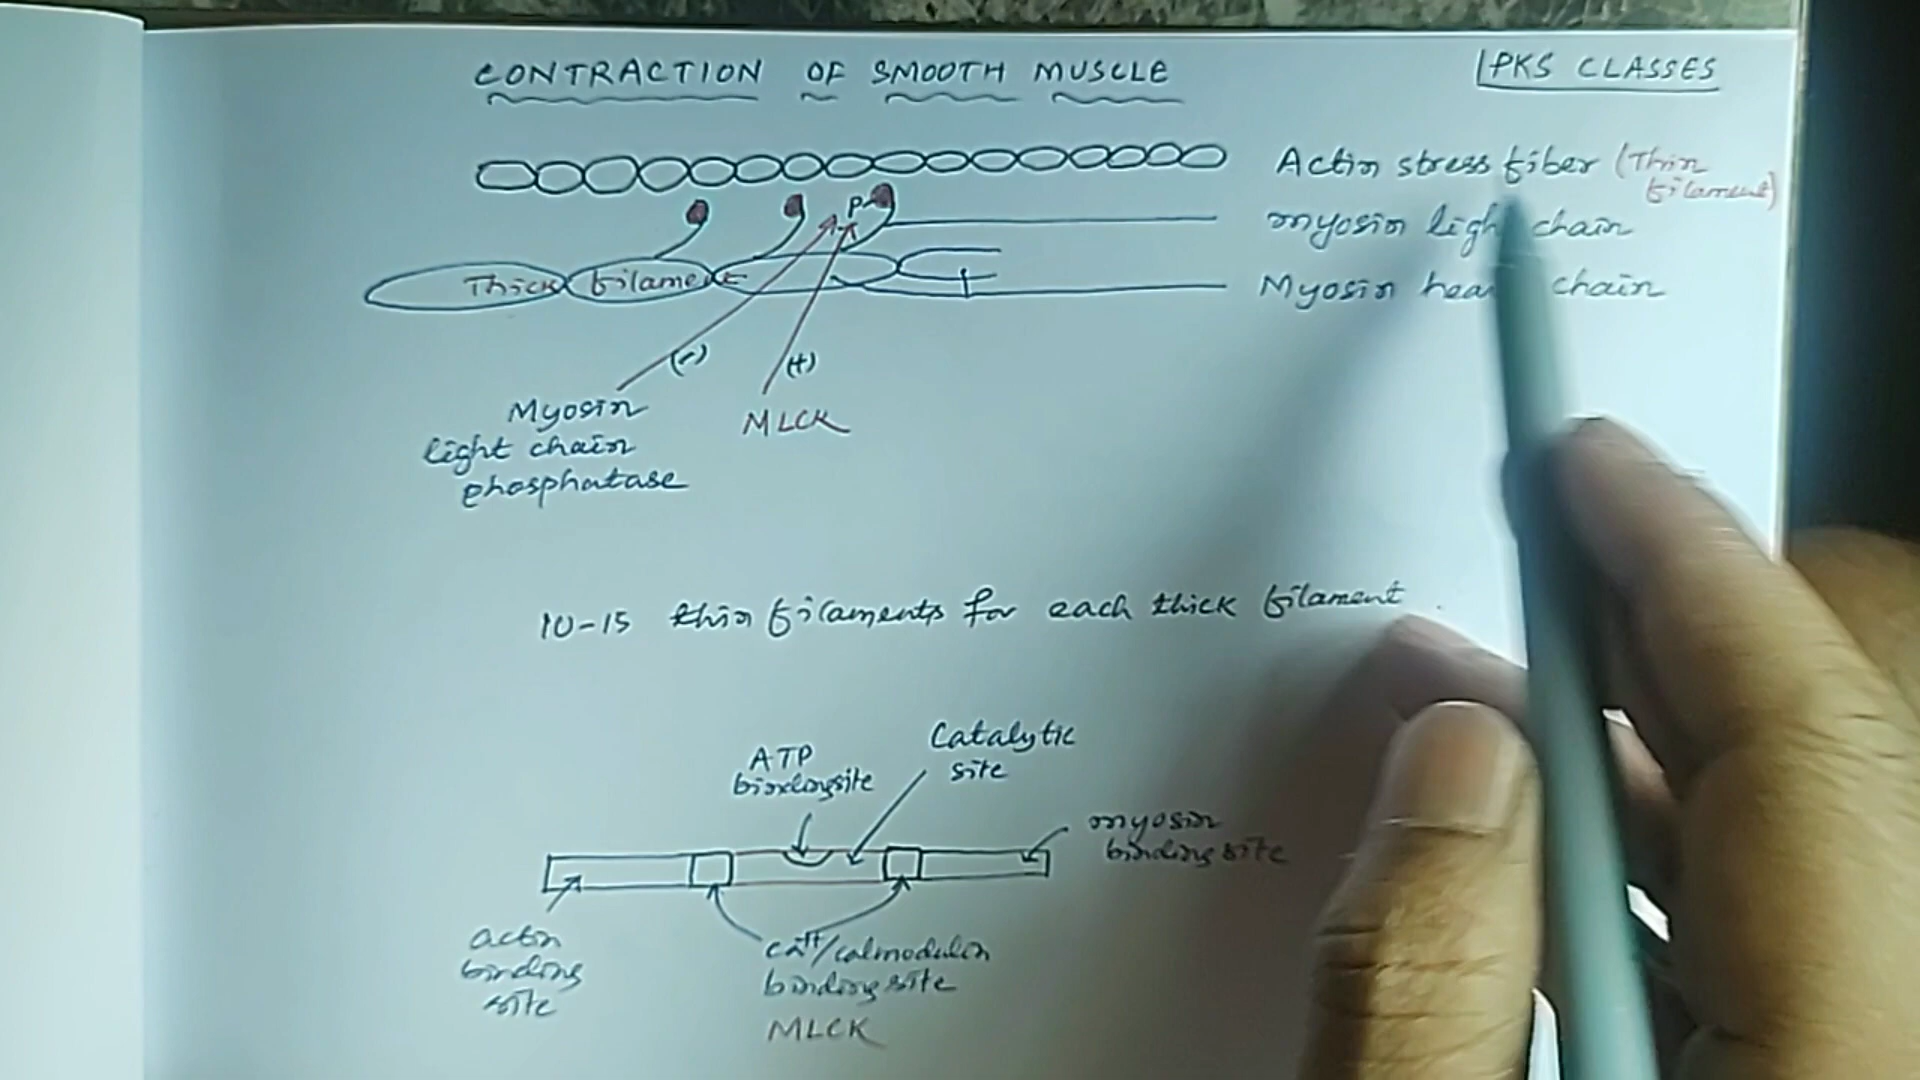 CONTRACTION OF SMOOTH MUSCLE
PKS CLASSES
Actin stress fiber (Thin filament)
P
myosin light chain
Thick filament
Myosin chain
(-)
(+)
Myosin
light chain
phosphatase
MLCK
10-15 thin filaments for each thick filament
ATP
binding site
Catalytic
site
myosin
binding site
actin
binding
site
Ca++/calmodulin
binding site
MLCK